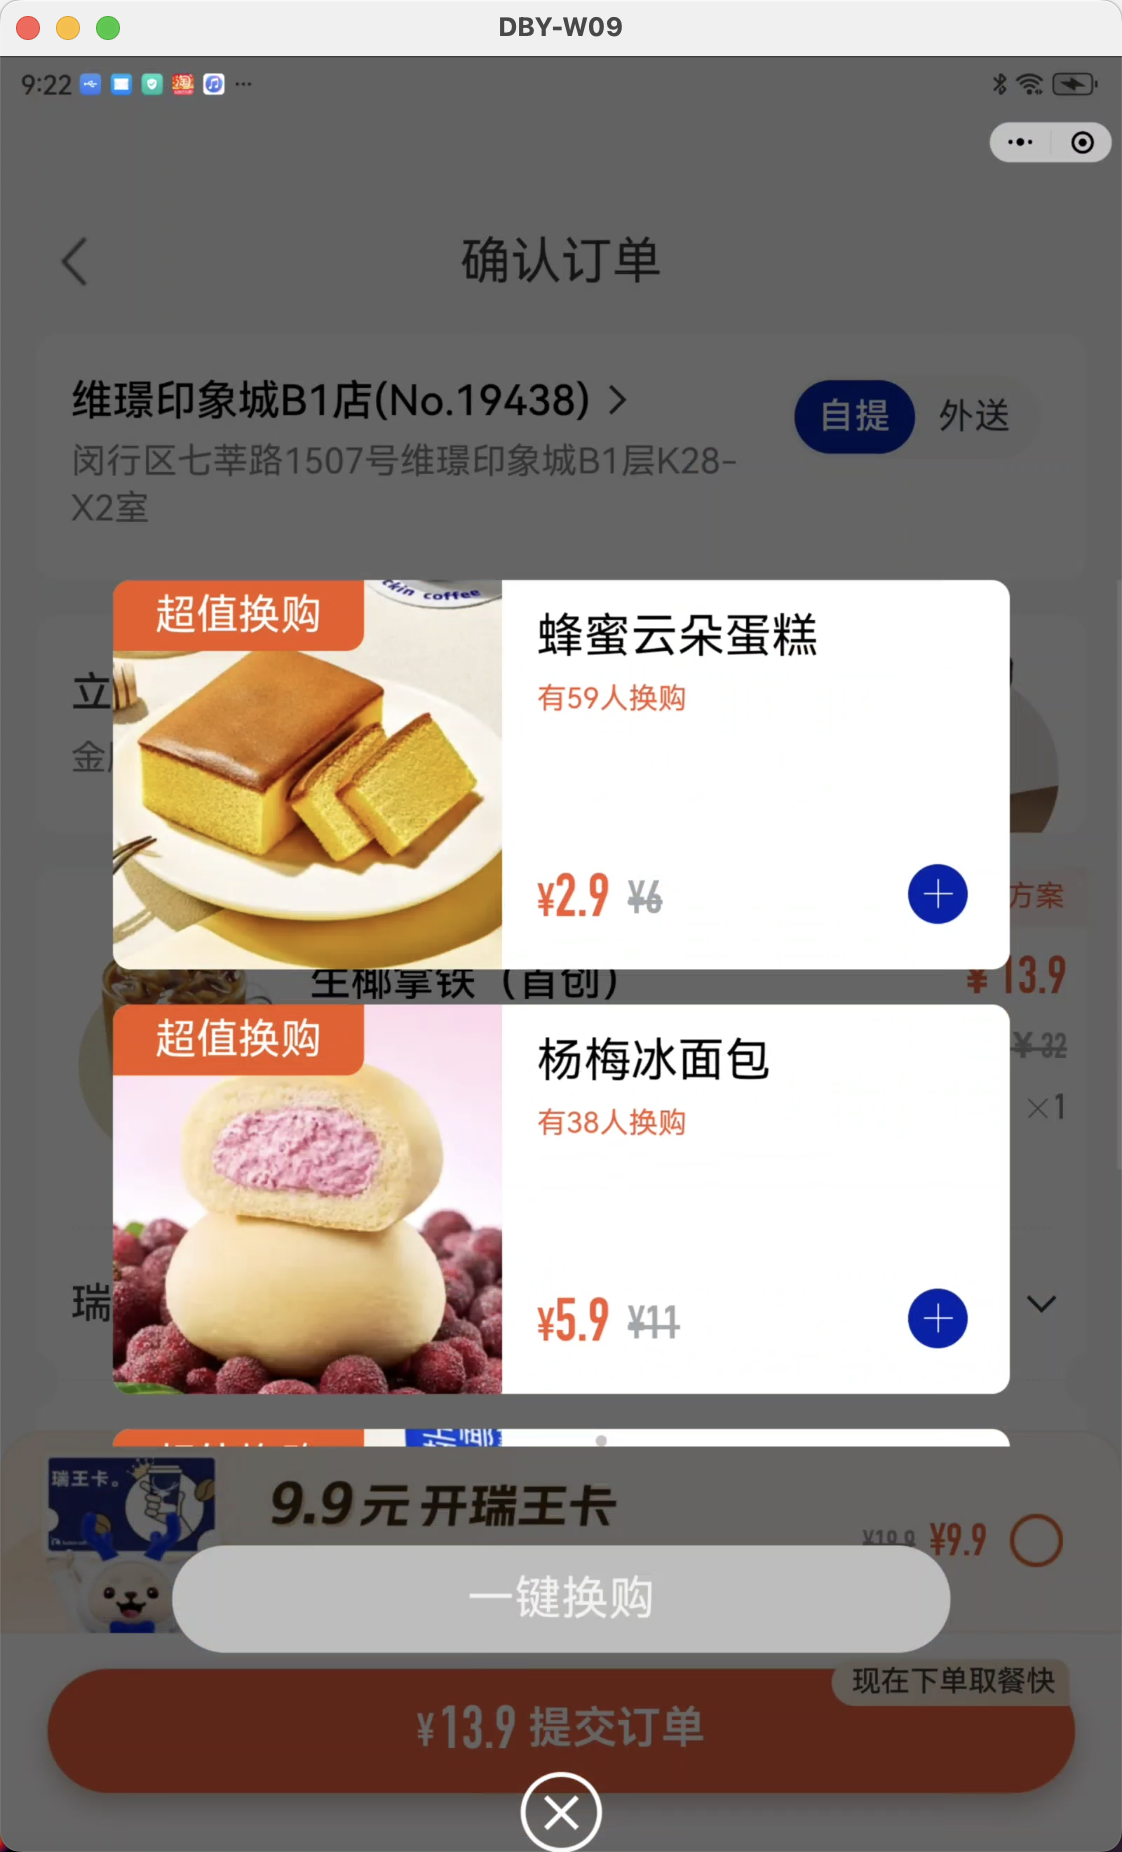 DBY-W09
9:22
确认订单
维璟印象城B1店(No.19438)
自提
外送
闵行区七莘路1507号维璟印象城B1层K28-
X2室
超值换购
蜂蜜云朵蛋糕
有59人换购
¥2.9 ¥6
立
方案
生椰拿铁（首创）
¥13.9
¥32
×1
超值换购
杨梅冰面包
有38人换购
¥5.9 ¥11
瑞
瑞王卡。
9.9元开瑞王卡
¥19.9 ¥9.9
一键换购
现在下单取餐快
¥13.9 提交订单